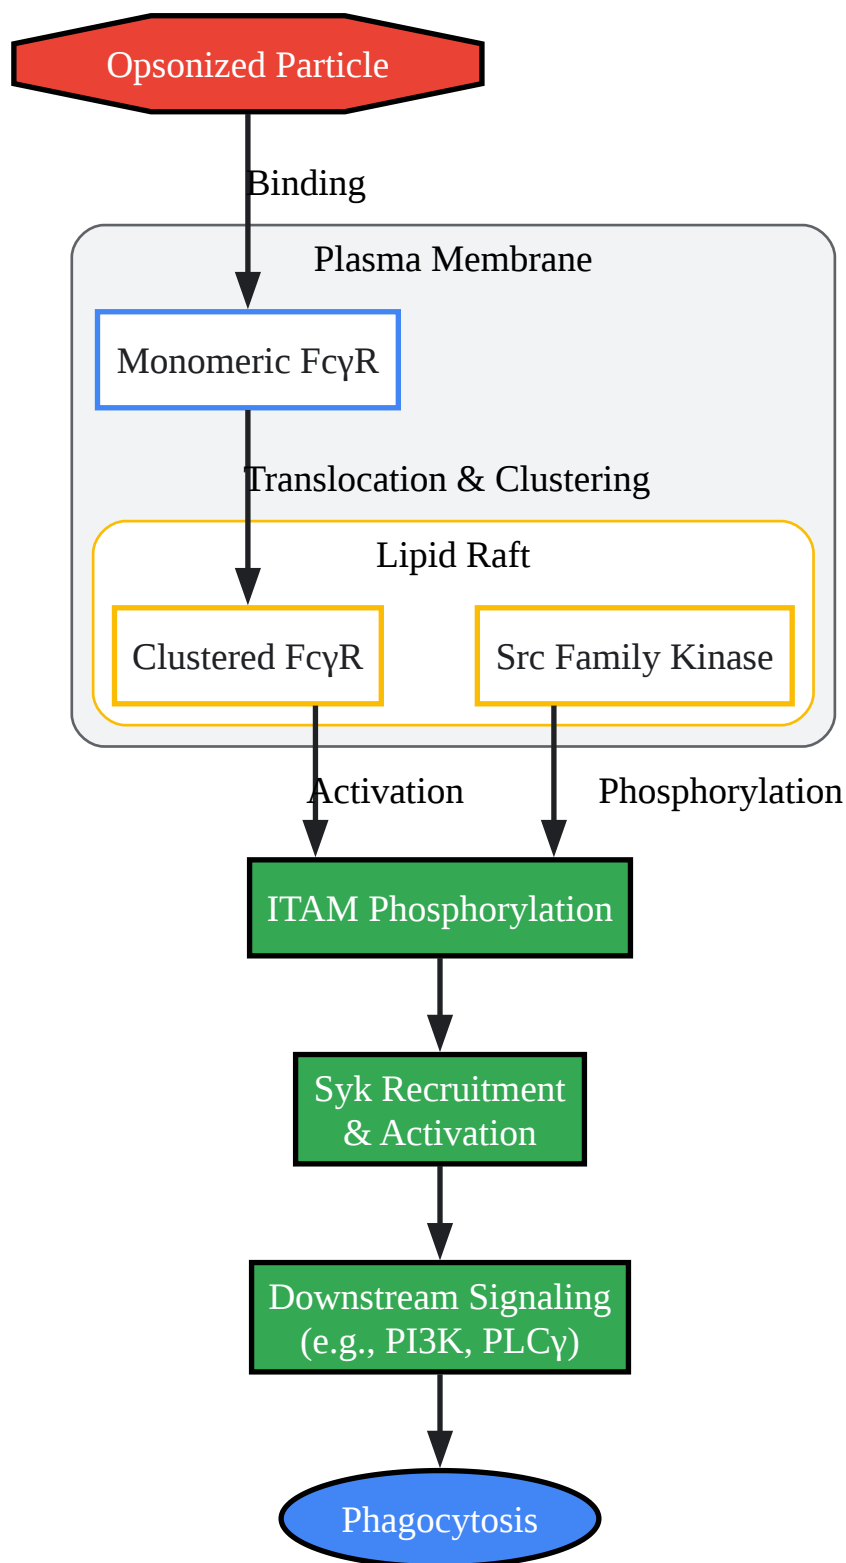 Opsonized Particle
Binding
Plasma Membrane
Monomeric FcγR
Translocation & Clustering
Lipid Raft
Clustered FcγR
Src Family Kinase
Activation
Phosphorylation
ITAM Phosphorylation
Syk Recruitment
& Activation
Downstream Signaling
(e.g., PI3K, PLCγ)
Phagocytosis